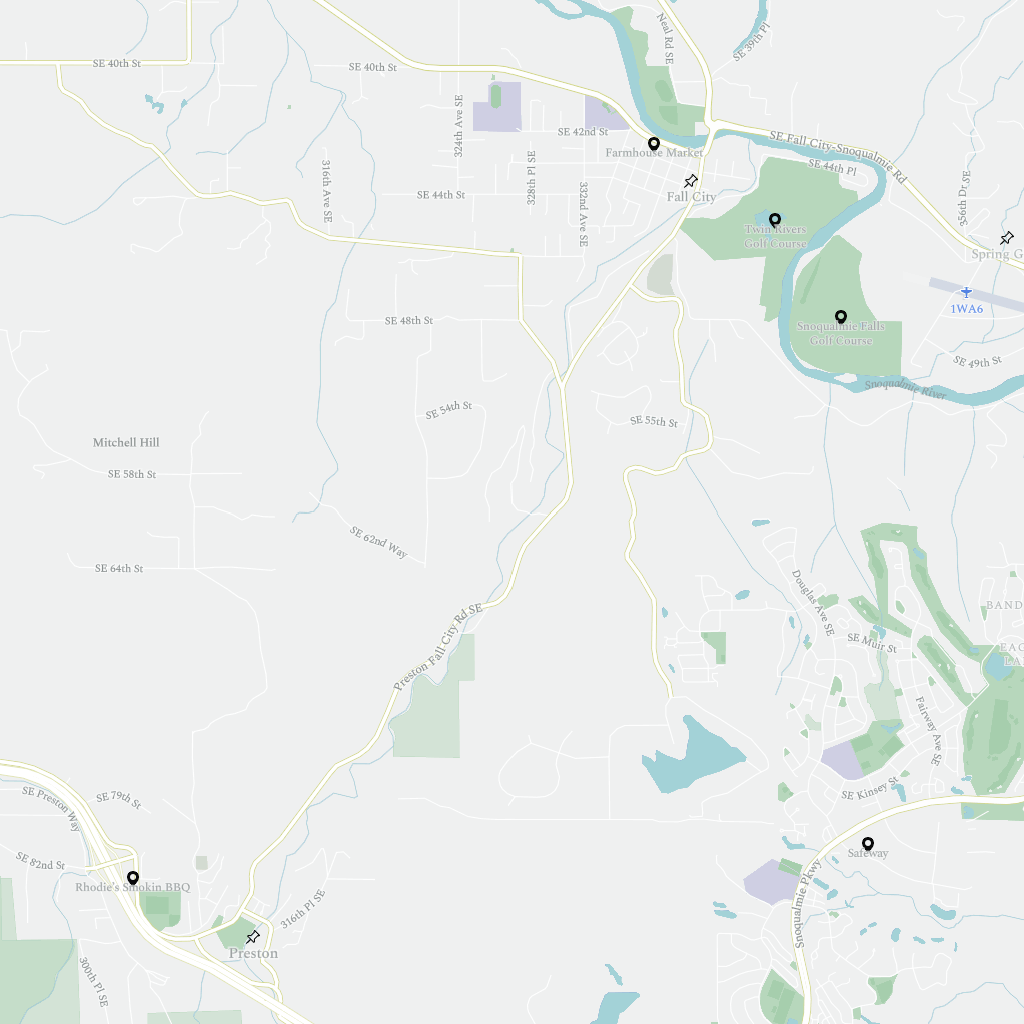 Neal Rd SE
SE 39th Pl
SE 40th St
SE 40th St
324th Ave SE
SE 42nd St
Farmhouse Market
SE Fall City-Snoqualmie Rd
SE 44th Pl
316th Ave SE
328th Pl SE
332nd Ave SE
SE 44th St
Fall City
356th Dr SE
Twin Rivers
Golf Course
Spring G
1WA6
SE 48th St
Snoqualmie Falls
Golf Course
SE 49th St
Snoqualmie River
SE 54th St
SE 55th St
Mitchell Hill
SE 58th St
SE 62nd Way
SE 64th St
Douglas Ave SE
BAND
Preston Fall City Rd SE
SE Muir St
EAG
LA
Fairway Ave SE
SE Preston Way
SE 79th St
SE Kinsey St
SE 82nd St
Safeway
Rhodie's Smokin BBQ
Snoqualmie Pkwy
316th Pl SE
Preston
300th Pl SE